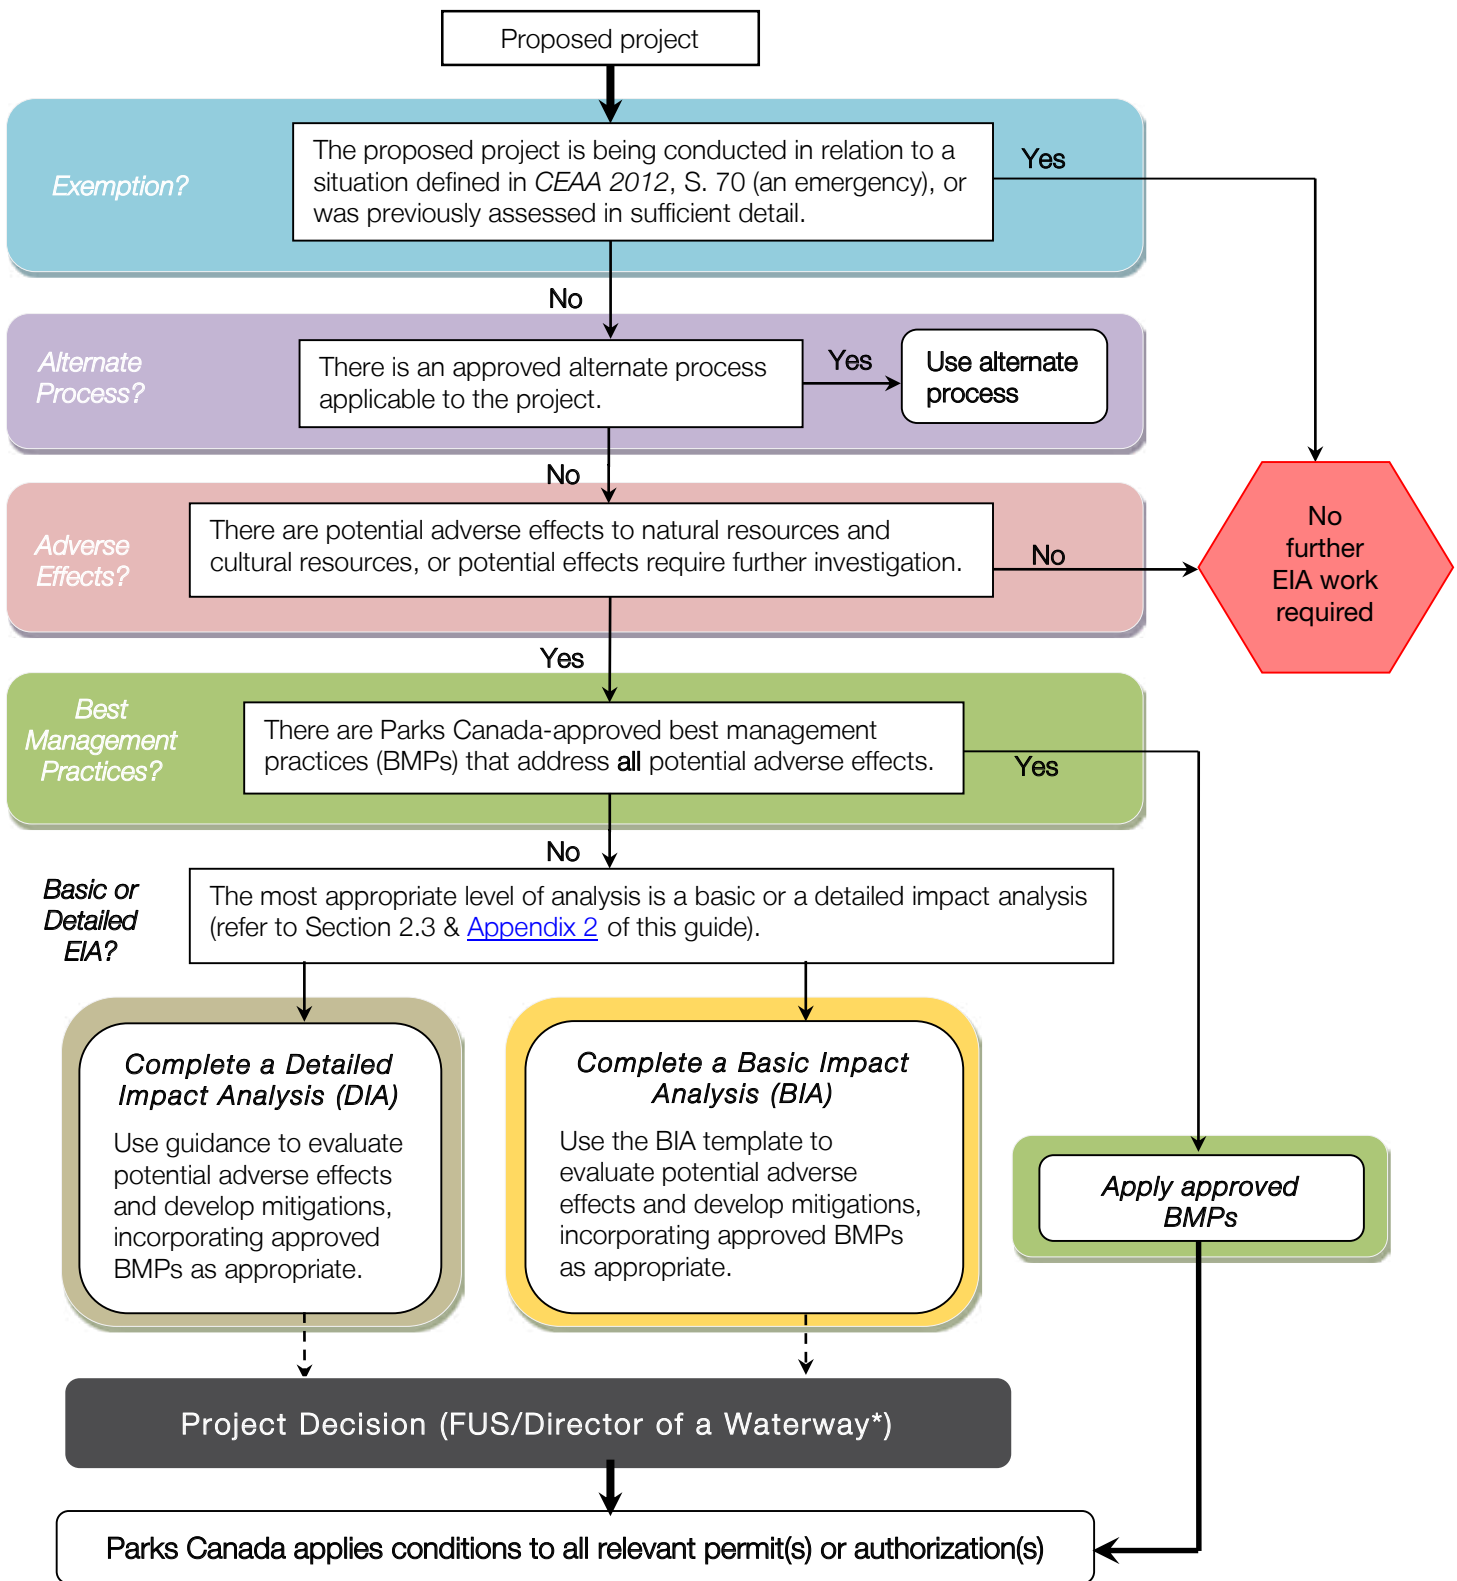 Proposed project
Exemption?
The proposed project is being conducted in relation to a
situation defined in CEAA 2012, S. 70 (an emergency), or
was previously assessed in sufficient detail.
Yes
No
Alternate
Process?
There is an approved alternate process
applicable to the project.
Yes
Use alternate
process
No
Adverse
Effects?
There are potential adverse effects to natural resources and
cultural resources, or potential effects require further investigation.
No
No
further
EIA work
required
Yes
Best
Management
Practices?
There are Parks Canada-approved best management
practices (BMPs) that address all potential adverse effects.
Yes
No
Basic or
Detailed
EIA?
The most appropriate level of analysis is a basic or a detailed impact analysis
(refer to Section 2.3 & Appendix 2 of this guide).
Complete a Detailed
Impact Analysis (DIA)
Use guidance to evaluate
potential adverse effects
and develop mitigations,
incorporating approved
BMPs as appropriate.
Complete a Basic Impact
Analysis (BIA)
Use the BIA template to
evaluate potential adverse
effects and develop mitigations,
incorporating approved BMPs
as appropriate.
Apply approved
BMPs
Project Decision (FUS/Director of a Waterway*)
Parks Canada applies conditions to all relevant permit(s) or authorization(s)